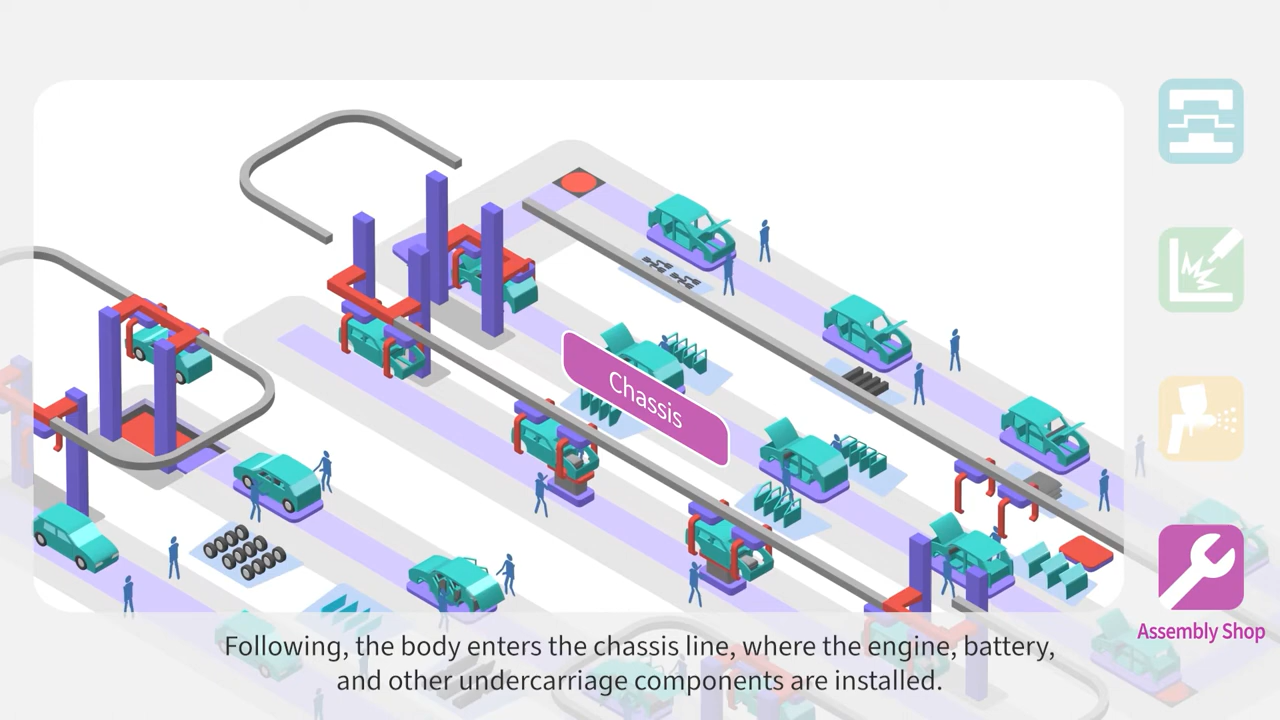 Chassis
Assembly Shop
Following, the body enters the chassis line, where the engine, battery,
and other undercarriage components are installed.